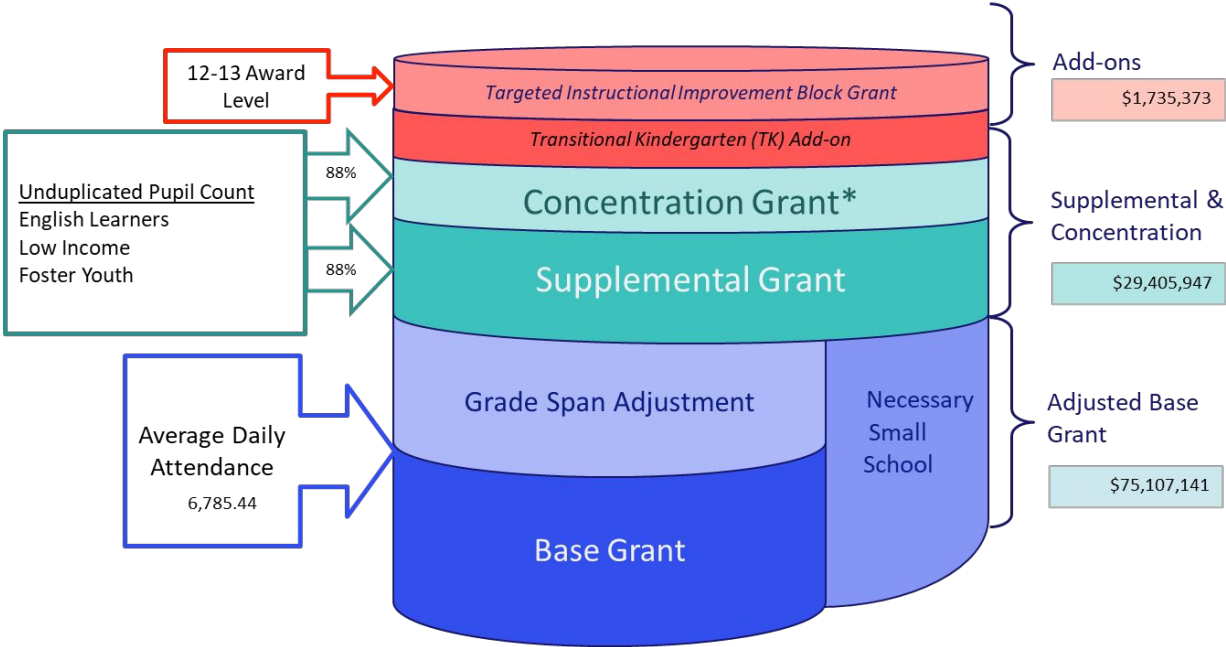 12-13 Award
Level
Targeted Instructional Improvement Block Grant
Add-ons
$1,735,373
Transitional Kindergarten (TK) Add-on
Unduplicated Pupil Count
English Learners
Low Income
Foster Youth
88%
88%
Concentration Grant*
Supplemental Grant
Supplemental &
Concentration
$29,405,947
Average Daily
Attendance
6,785.44
Grade Span Adjustment
Base Grant
Necessary
Small
School
Adjusted Base
Grant
$75,107,141